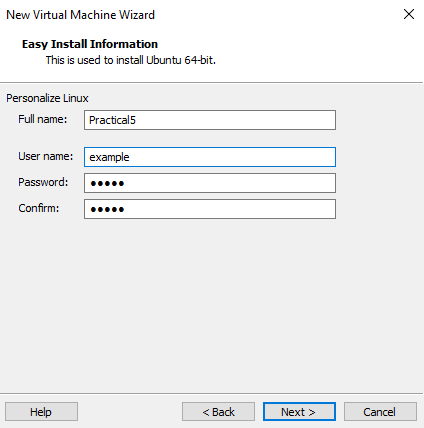 New Virtual Machine Wizard
Easy Install Information
This is used to install Ubuntu 64-bit.
Personalize Linux
Full name: Practical5
User name: example
Password: •••••
Confirm: •••••
Help < Back Next > Cancel